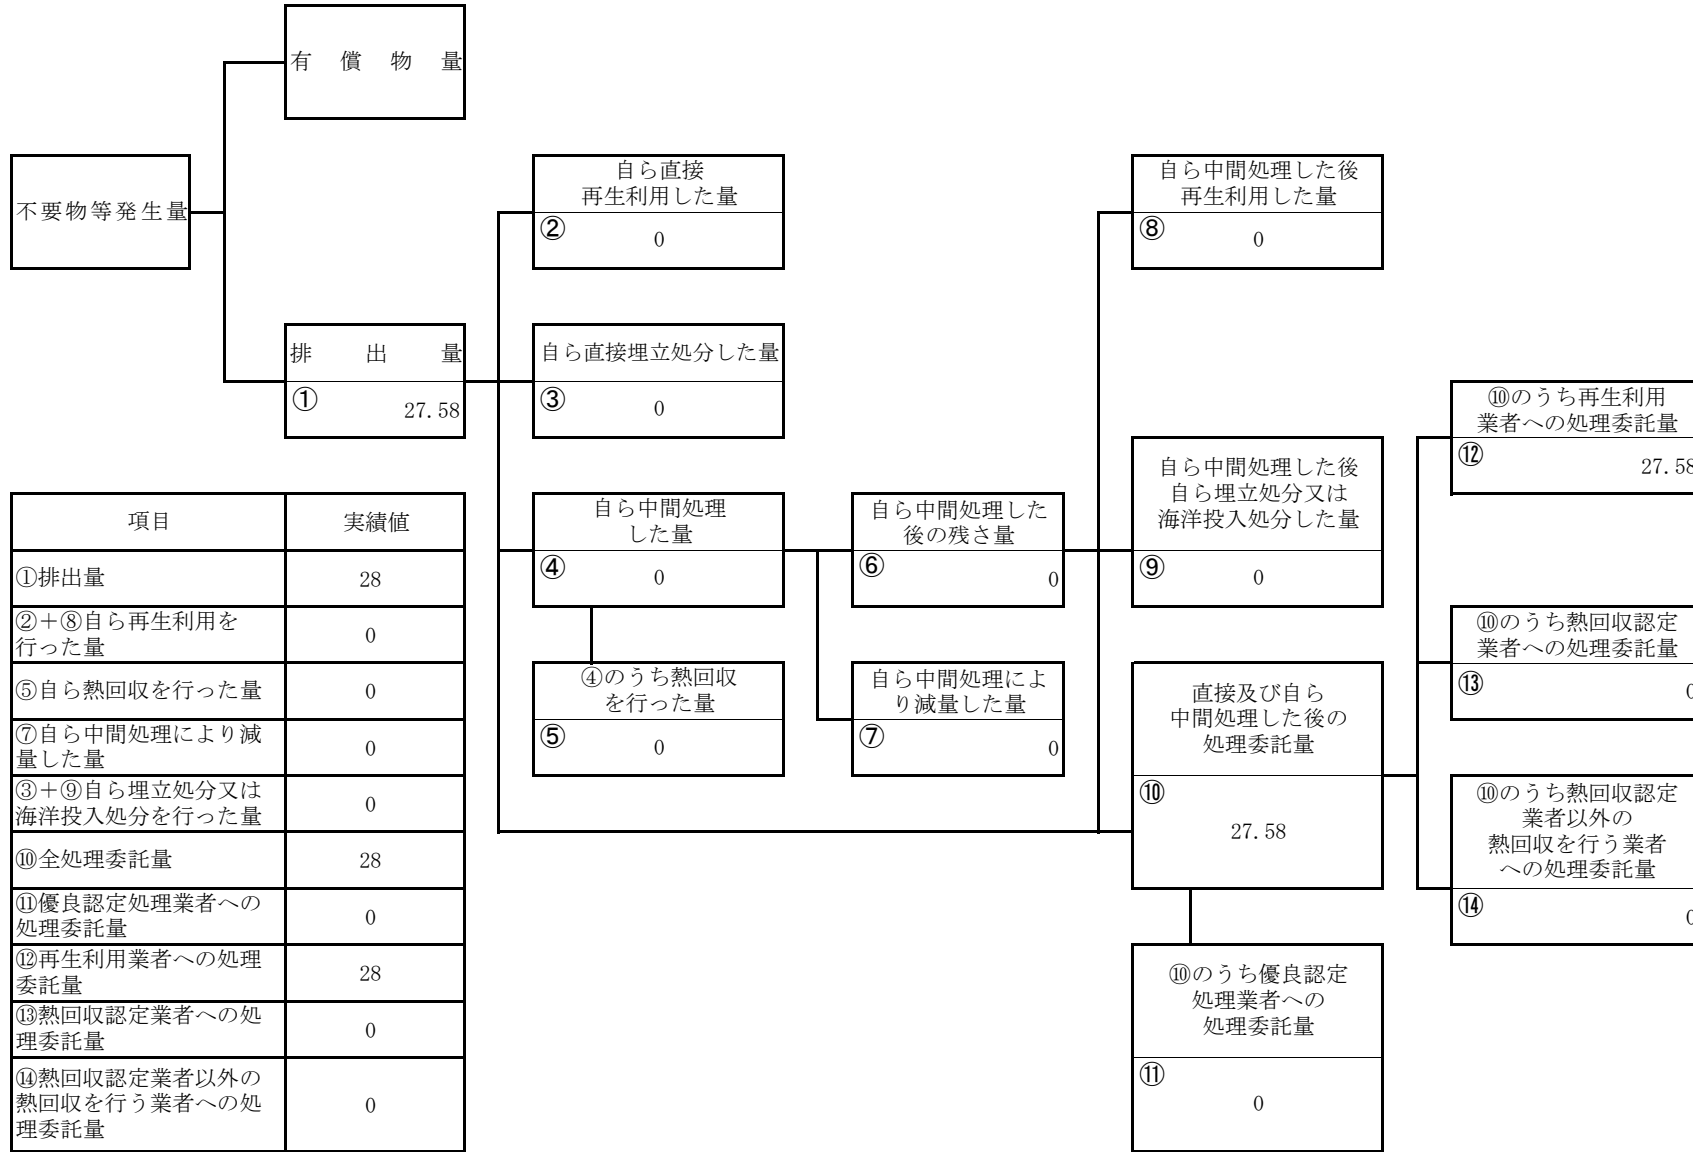 有償物量
不要物等発生量
自ら直接
再生利用した量
②
0
自ら中間処理した後
再生利用した量
⑧
0
排出量
①
27.58
自ら直接埋立処分した量
③
0
⑩のうち再生利用
業者への処理委託量
⑫
27.58
自ら中間処理
した量
④
0
自ら中間処理した
後の残さ量
⑥
0
自ら中間処理した後
自ら埋立処分又は
海洋投入処分した量
⑨
0
⑩のうち熱回収認定
業者への処理委託量
⑬
0
④のうち熱回収
を行った量
⑤
0
自ら中間処理によ
り減量した量
⑦
0
直接及び自ら
中間処理した後の
処理委託量
⑩
27.58
⑩のうち熱回収認定
業者以外の
熱回収を行う業者
への処理委託量
⑭
0
⑩のうち優良認定
処理業者への
処理委託量
⑪
0
項目 実績値
①排出量 28
②＋⑧自ら再生利用を
行った量 0
⑤自ら熱回収を行った量 0
⑦自ら中間処理により減
量した量 0
③＋⑨自ら埋立処分又は
海洋投入処分を行った量 0
⑩全処理委託量 28
⑪優良認定処理業者への
処理委託量 0
⑫再生利用業者への処理
委託量 28
⑬熱回収認定業者への処
理委託量 0
⑭熱回収認定業者以外の
熱回収を行う業者への処
理委託量 0